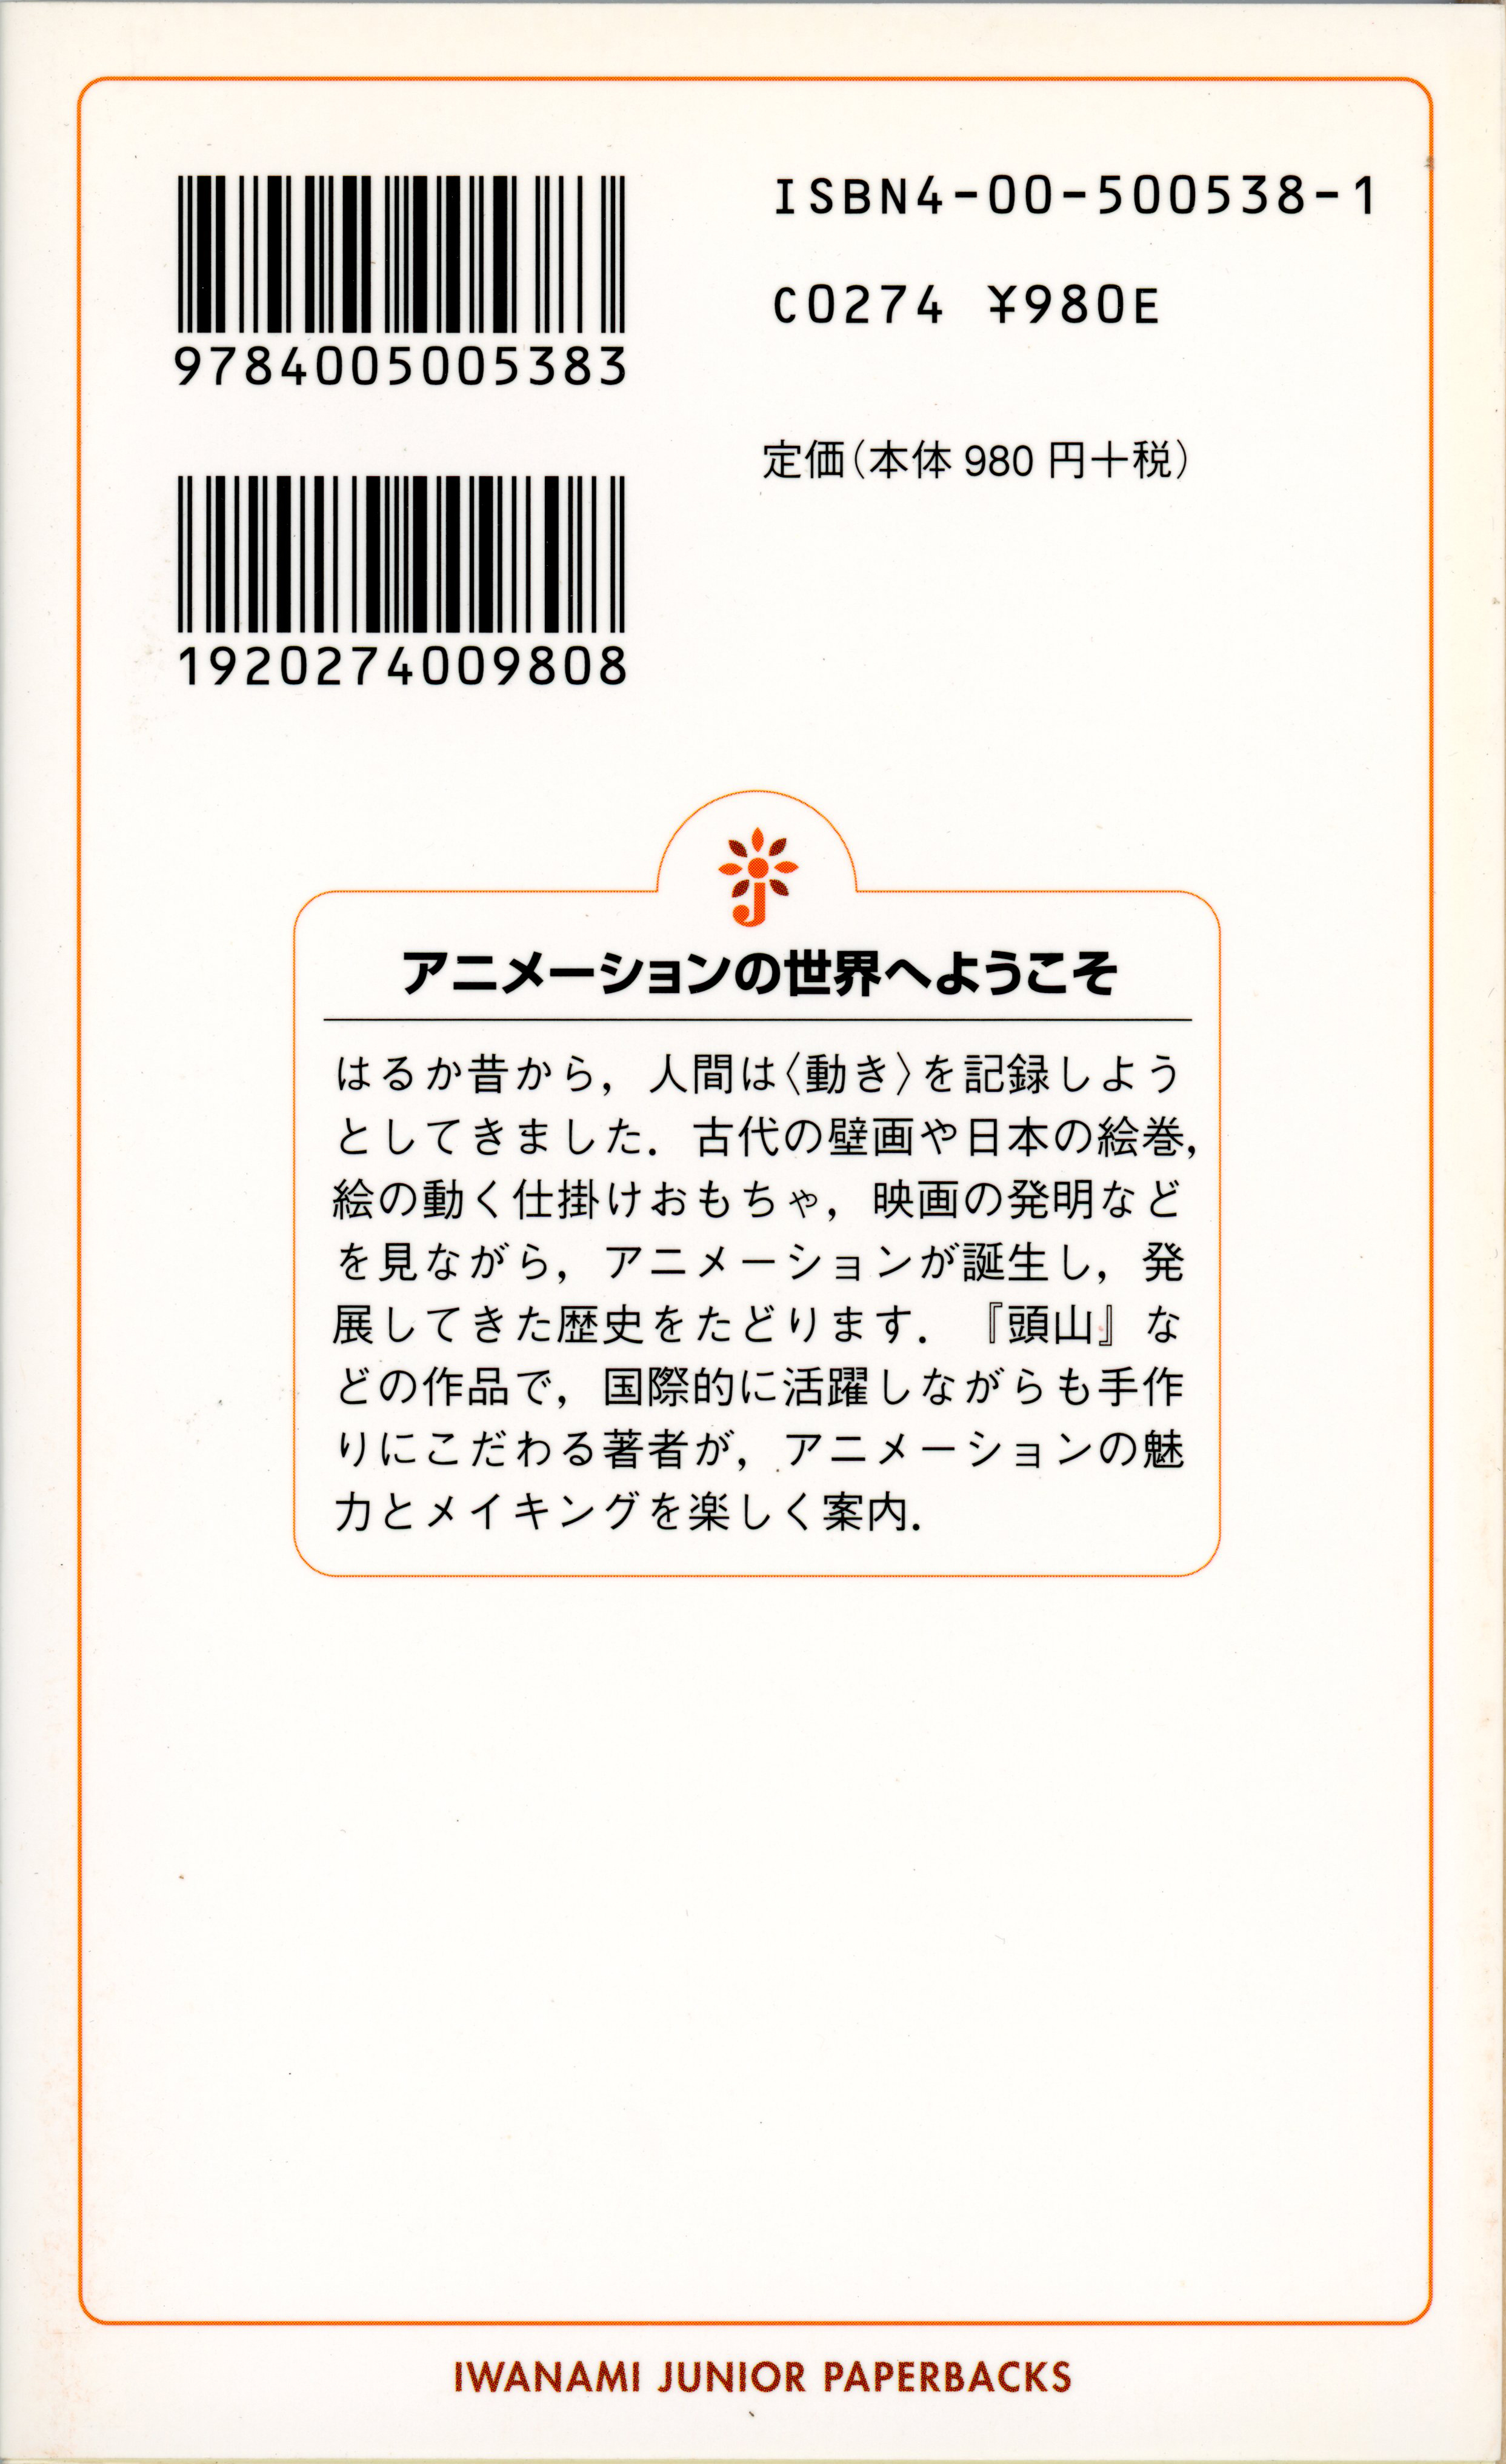 9784005005383
ISBN4-00-500538-1
C0274 ¥980E
定価(本体 980 円+税)
1920274009808
アニメーションの世界へようこそ
はるか昔から，人間は〈動き〉を記録しよう
としてきました．古代の壁画や日本の絵巻，
絵の動く仕掛けおもちゃ，映画の発明など
を見ながら，アニメーションが誕生し，発
展してきた歴史をたどります．『頭山』な
どの作品で，国際的に活躍しながらも手作
りにこだわる著者が，アニメーションの魅
力とメイキングを楽しく案内．
IWANAMI JUNIOR PAPERBACKS